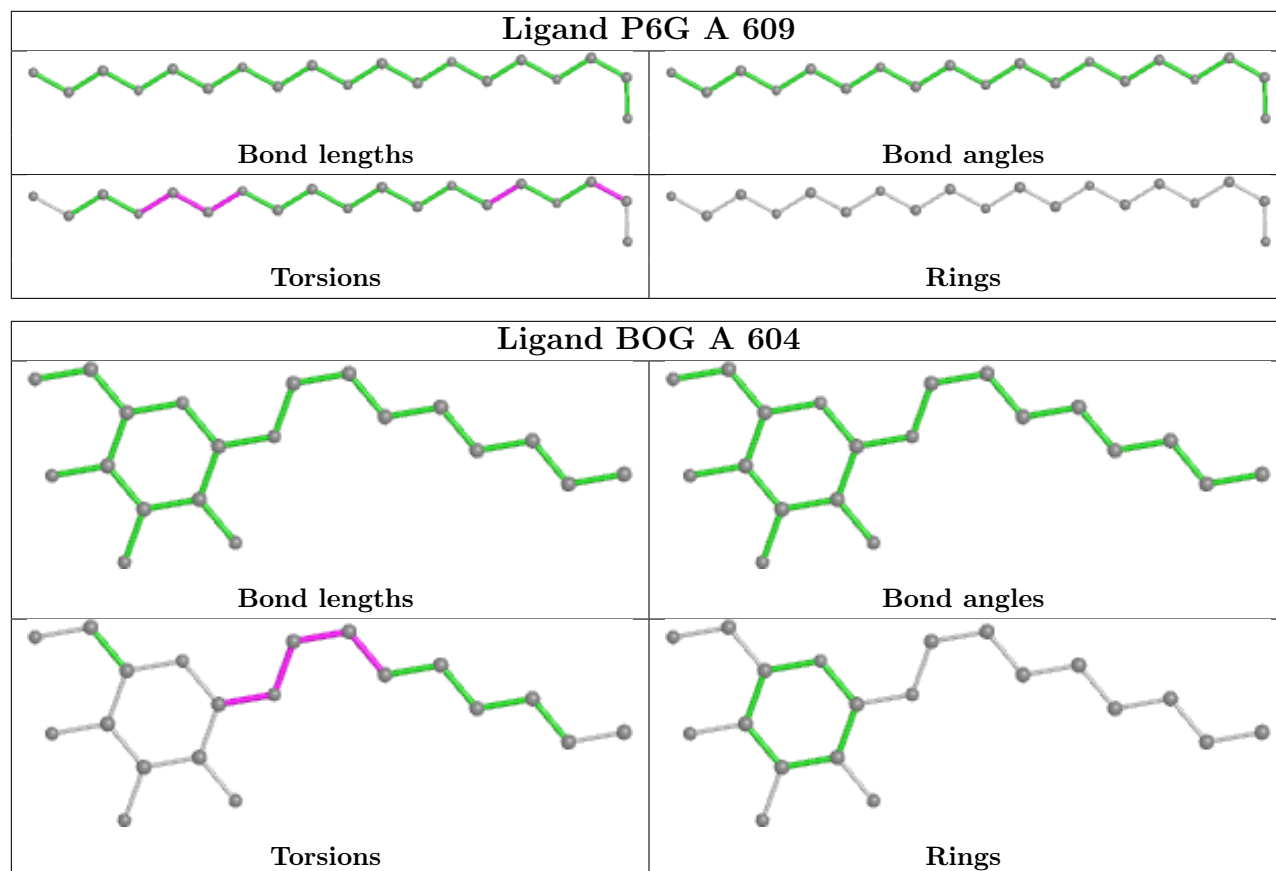 Ligand P6G A 609
Bond lengths
Bond angles
Torsions
Rings
Ligand BOG A 604
Bond lengths
Bond angles
Torsions
Rings